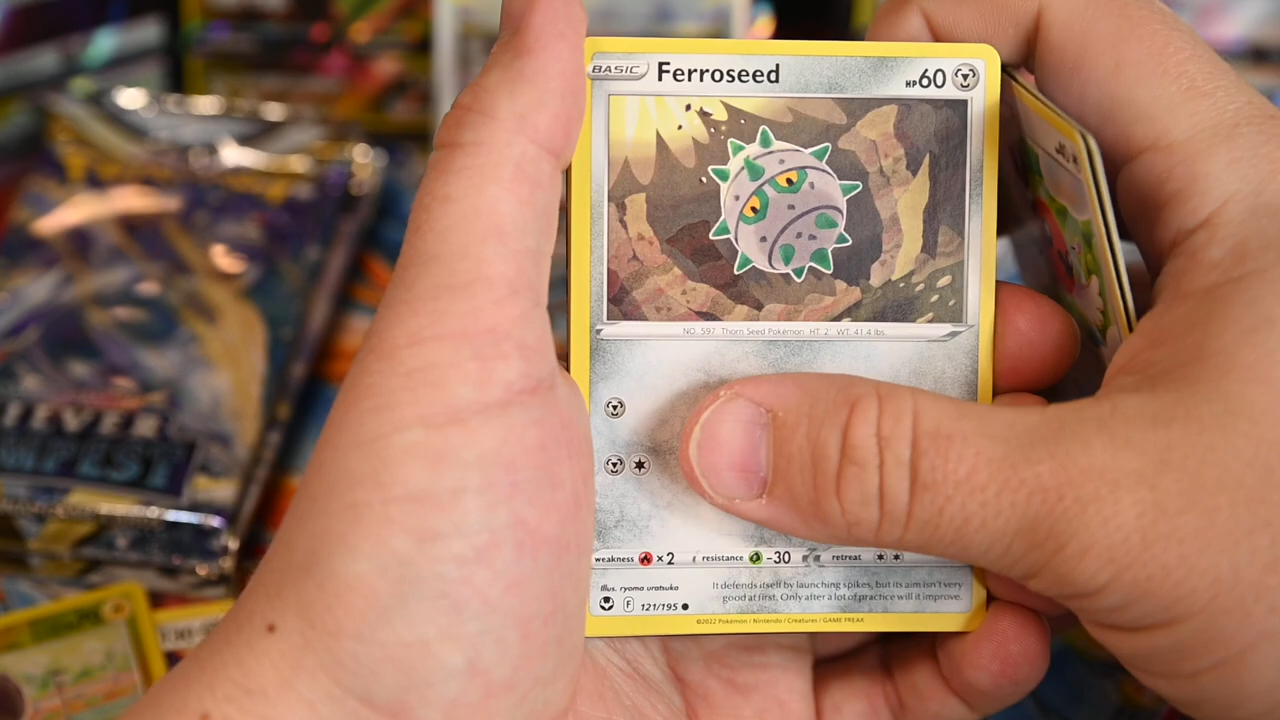 BASIC Ferroseed HP 60
NO. 597 Thorn Seed Pokémon HT: 2' WT: 41.4 lbs.
weakness ×2 resistance -30 retreat
Illus. ryoma uratsuka
It defends itself by launching spikes, but its aim isn't very
good at first. Only after a lot of practice will it improve.
F 121/195
©2022 Pokémon / Nintendo / Creatures / GAME FREAK